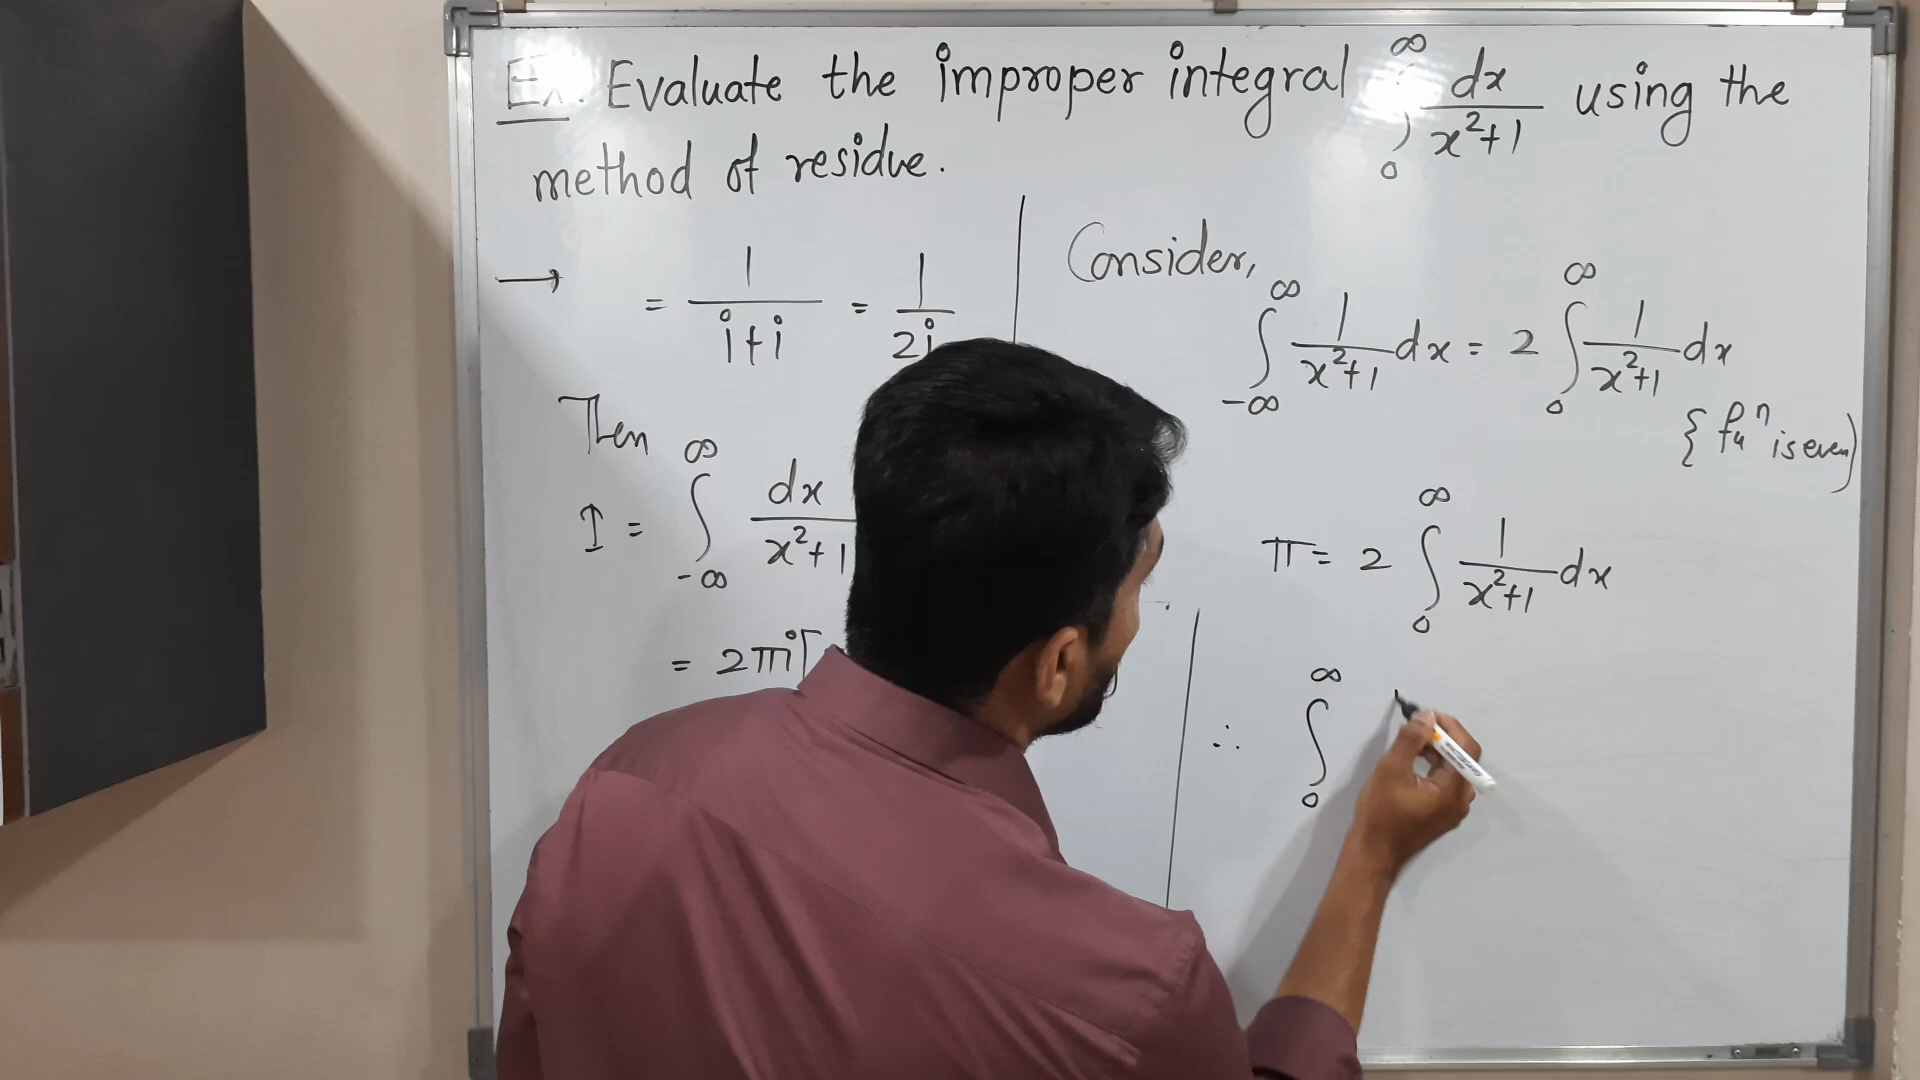 Ex. Evaluate the improper integral ∫₀^∞ dx/(x²+1) using the
method of residue.
→ = 1/(i+i) = 1/2i
Then
I = ∫_{-∞}^{∞} dx/(x²+1)
= 2πi[
Consider,
∫_{-∞}^{∞} 1/(x²+1) dx = 2 ∫₀^∞ 1/(x²+1) dx
{ fuⁿ is even)
π = 2 ∫₀^∞ 1/(x²+1) dx
∴ ∫₀^∞